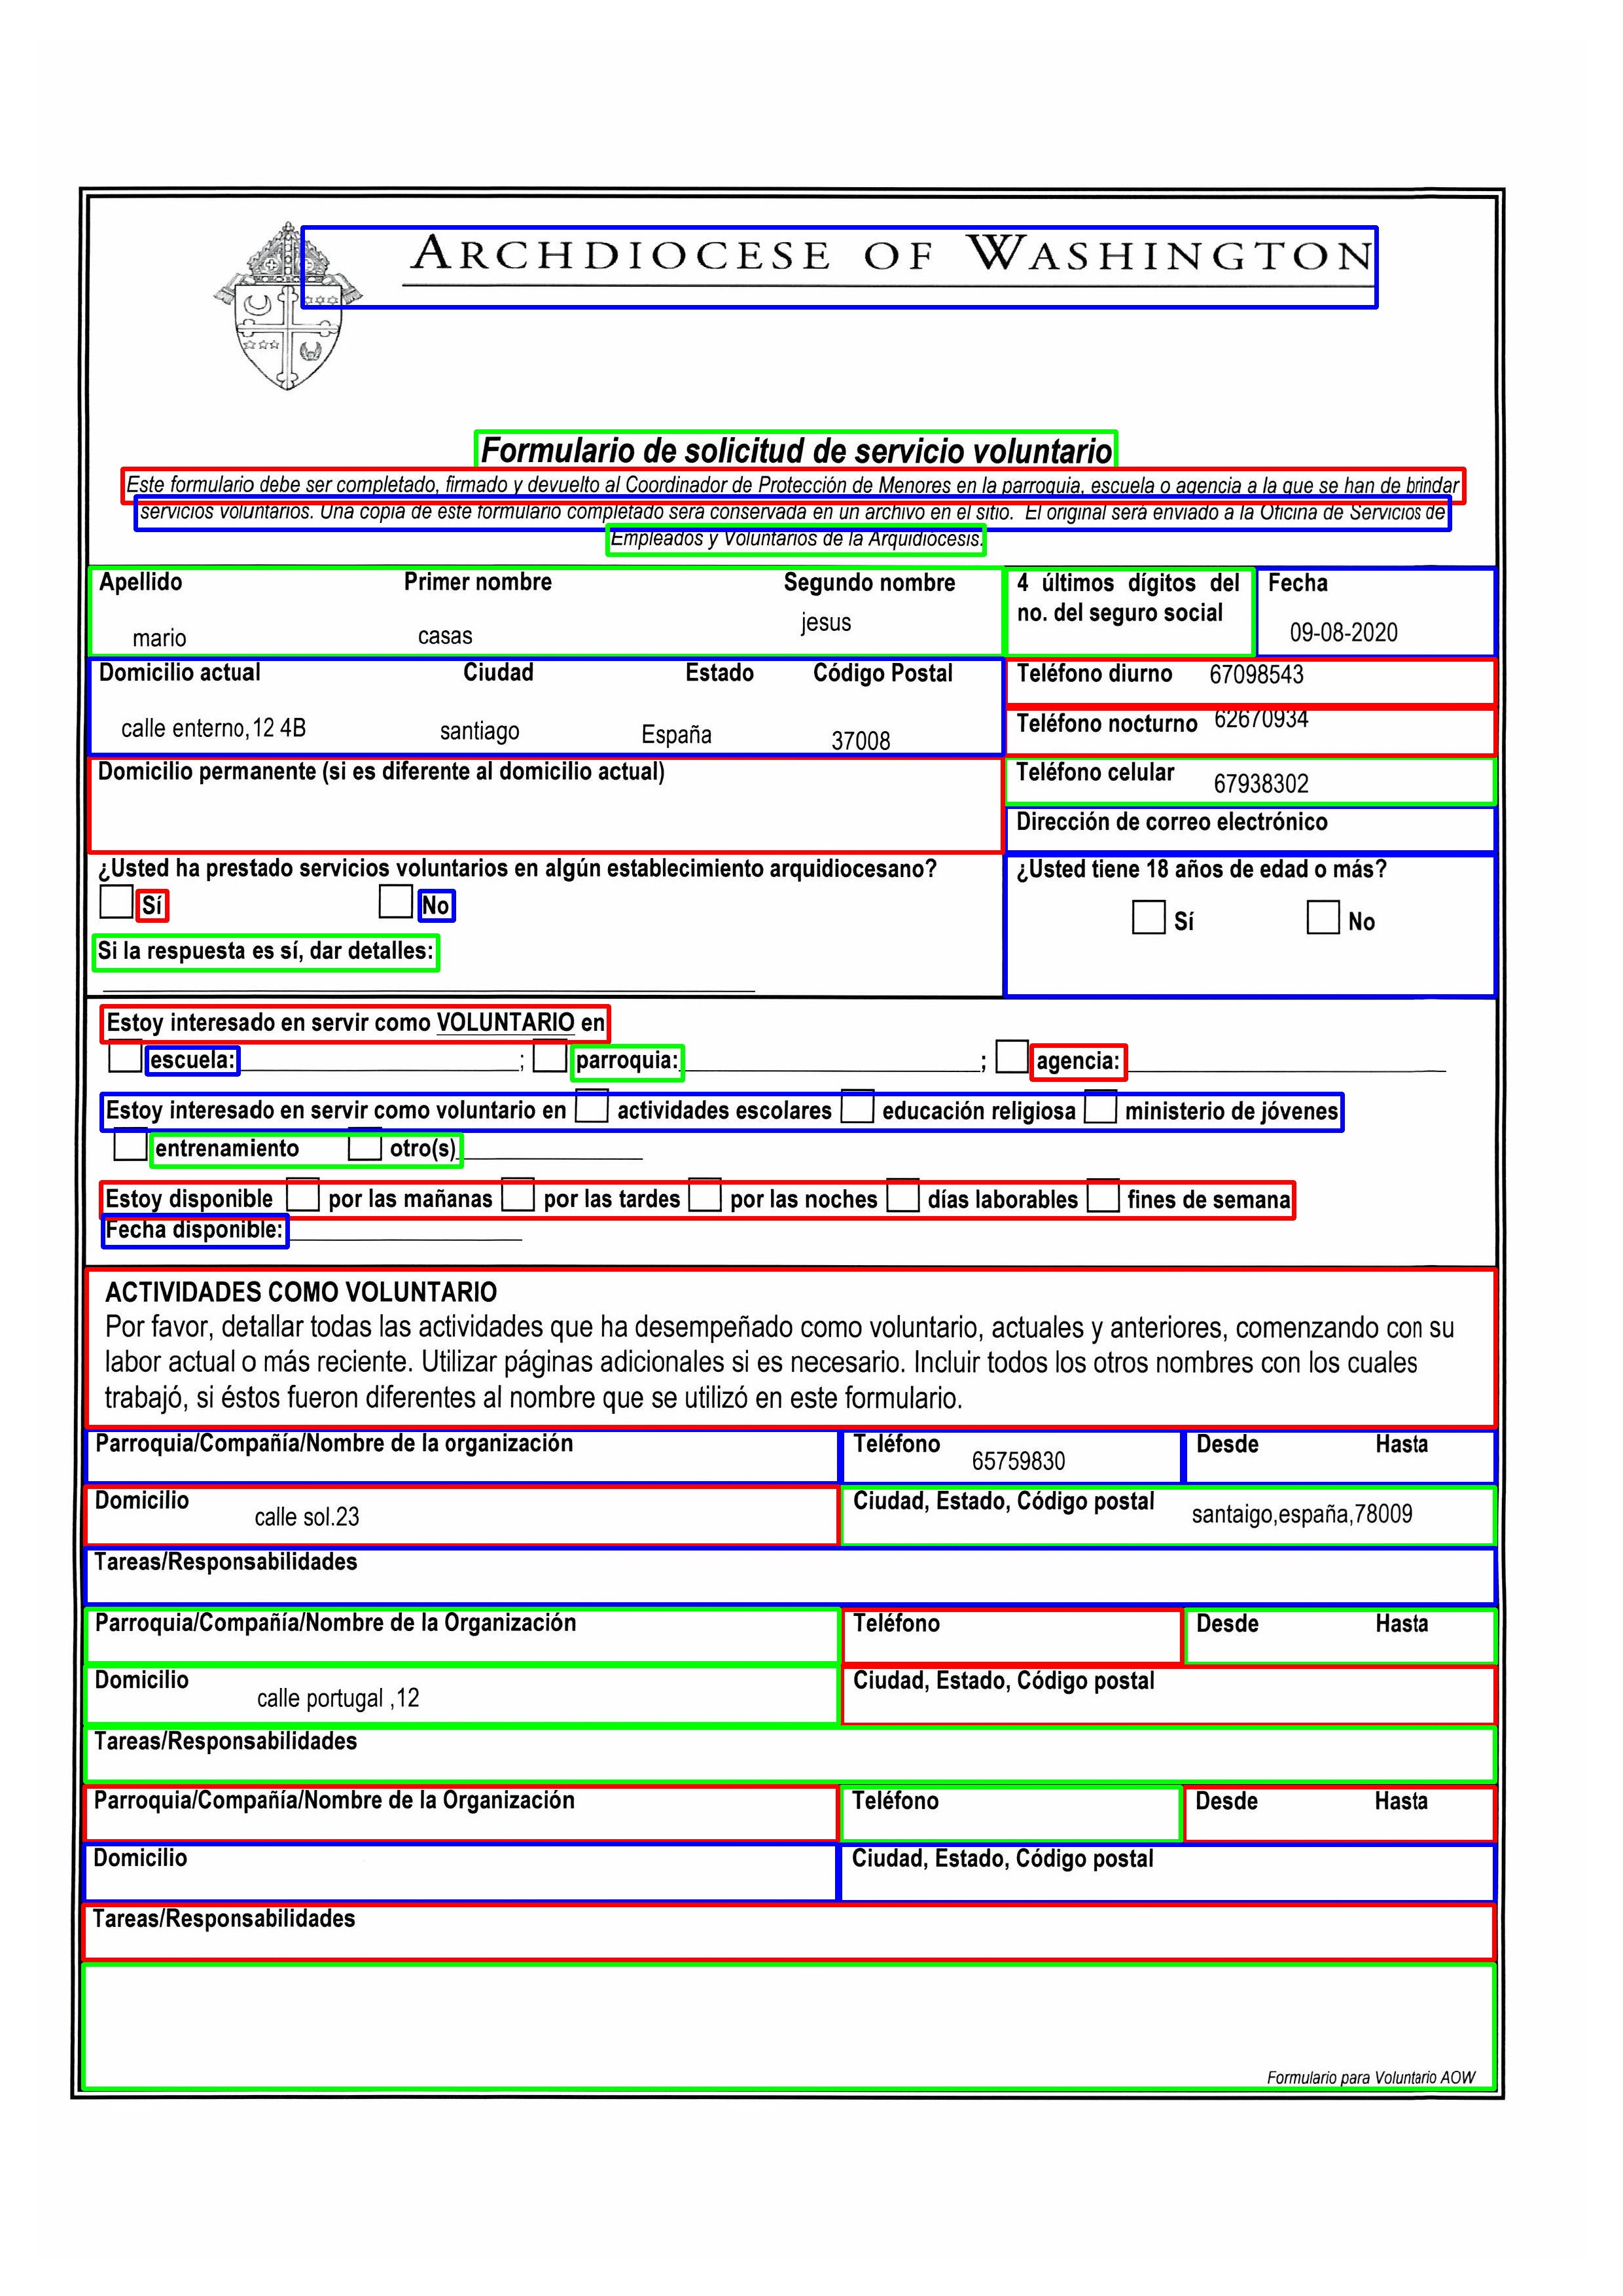 ARCHDIOCESE OF WASHINGTON
Formulario de solicitud de servicio voluntario
Este formulario debe ser completado, firmado y devuelto al Coordinador de Protección de Menores en la parroquia, escuela o agencia a la que se han de brindar
servicios voluntarios. Una copia de este formulario completado será conservada en un archivo en el sitio. El original será enviado a la Oficina de Servicios de
Empleados y Voluntarios de la Arquidiócesis.
Apellido Primer nombre Segundo nombre
mario casas jesus
4 últimos dígitos del
no. del seguro social
Fecha
09-08-2020
Domicilio actual Ciudad Estado Código Postal
calle enterno,12 4B santiago España 37008
Teléfono diurno 67098543
Teléfono nocturno 62670934
Domicilio permanente (si es diferente al domicilio actual)
Teléfono celular 67938302
Dirección de correo electrónico
¿Usted ha prestado servicios voluntarios en algún establecimiento arquidiocesano?
Sí No
Si la respuesta es sí, dar detalles:
¿Usted tiene 18 años de edad o más?
Sí No
Estoy interesado en servir como VOLUNTARIO en
escuela: ; parroquia: ; agencia:
Estoy interesado en servir como voluntario en actividades escolares educación religiosa ministerio de jóvenes
entrenamiento otro(s)
Estoy disponible por las mañanas por las tardes por las noches días laborables fines de semana
Fecha disponible:
ACTIVIDADES COMO VOLUNTARIO
Por favor, detallar todas las actividades que ha desempeñado como voluntario, actuales y anteriores, comenzando con su
labor actual o más reciente. Utilizar páginas adicionales si es necesario. Incluir todos los otros nombres con los cuales
trabajó, si éstos fueron diferentes al nombre que se utilizó en este formulario.
Parroquia/Compañía/Nombre de la organización Teléfono 65759830 Desde Hasta
Domicilio calle sol.23 Ciudad, Estado, Código postal santaigo,españa,78009
Tareas/Responsabilidades
Parroquia/Compañía/Nombre de la Organización Teléfono Desde Hasta
Domicilio calle portugal ,12 Ciudad, Estado, Código postal
Tareas/Responsabilidades
Parroquia/Compañía/Nombre de la Organización Teléfono Desde Hasta
Domicilio Ciudad, Estado, Código postal
Tareas/Responsabilidades
Formulario para Voluntario AOW